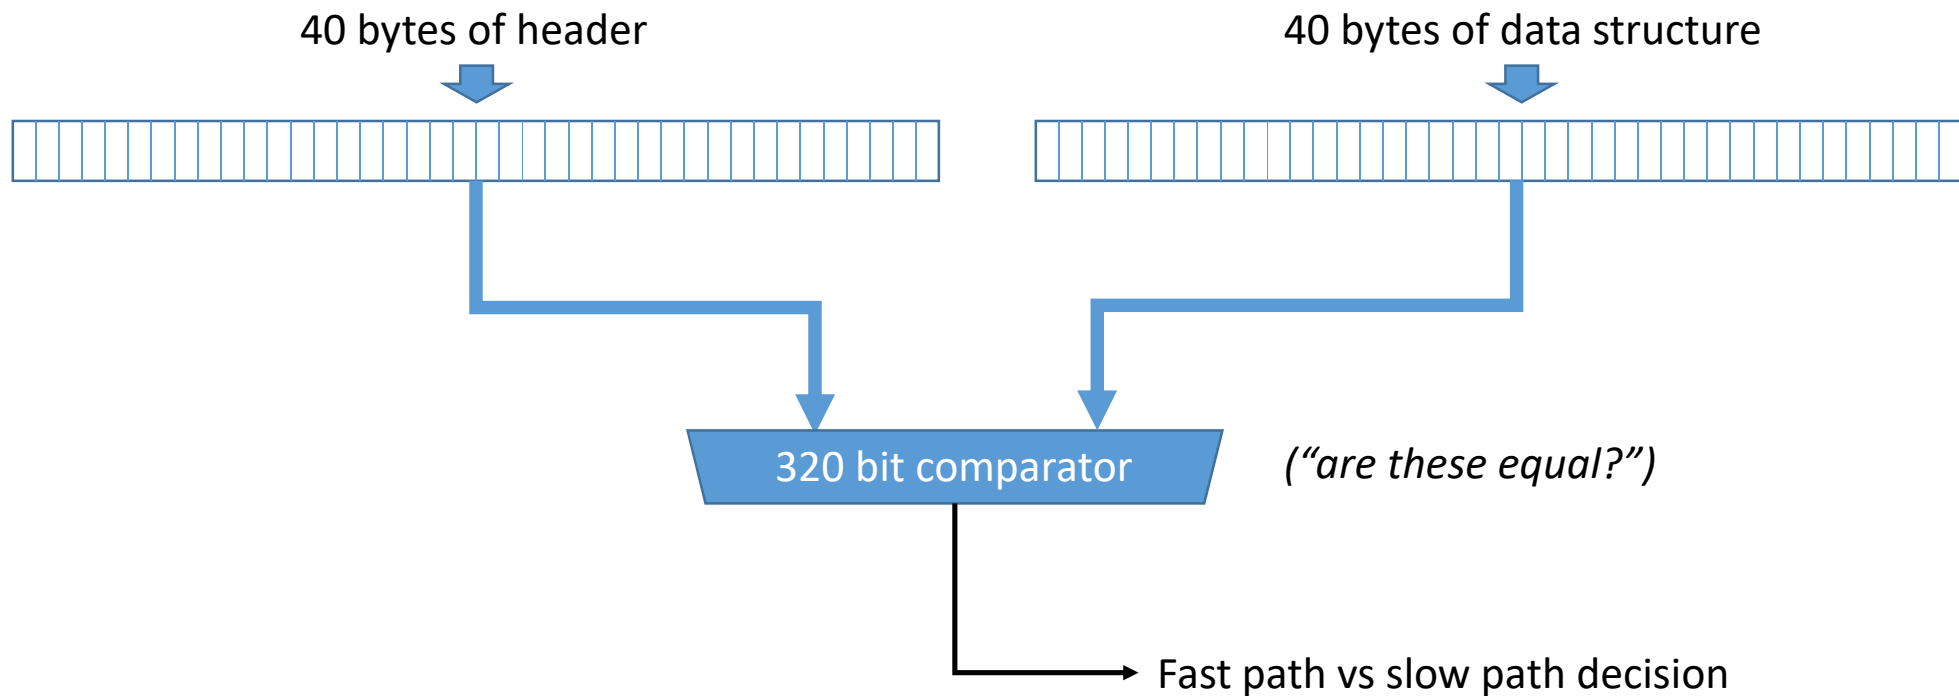 40 bytes of header
40 bytes of data structure
320 bit comparator
(“are these equal?”)
Fast path vs slow path decision